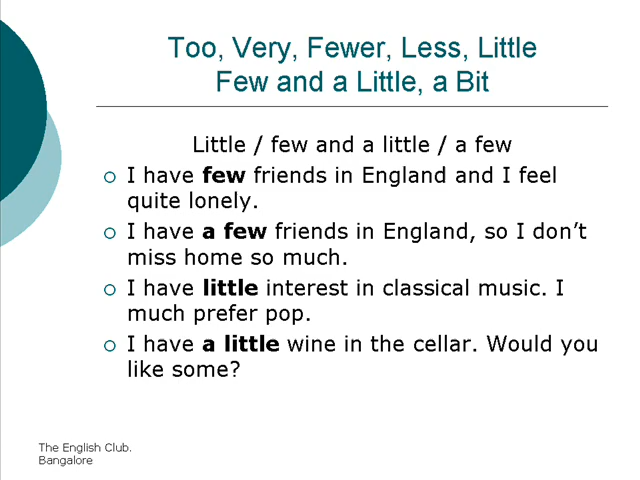 Too, Very, Fewer, Less, Little
Few and a Little, a Bit
Little / few and a little / a few
I have few friends in England and I feel
quite lonely.
I have a few friends in England, so I don't
miss home so much.
I have little interest in classical music. I
much prefer pop.
I have a little wine in the cellar. Would you
like some?
The English Club.
Bangalore